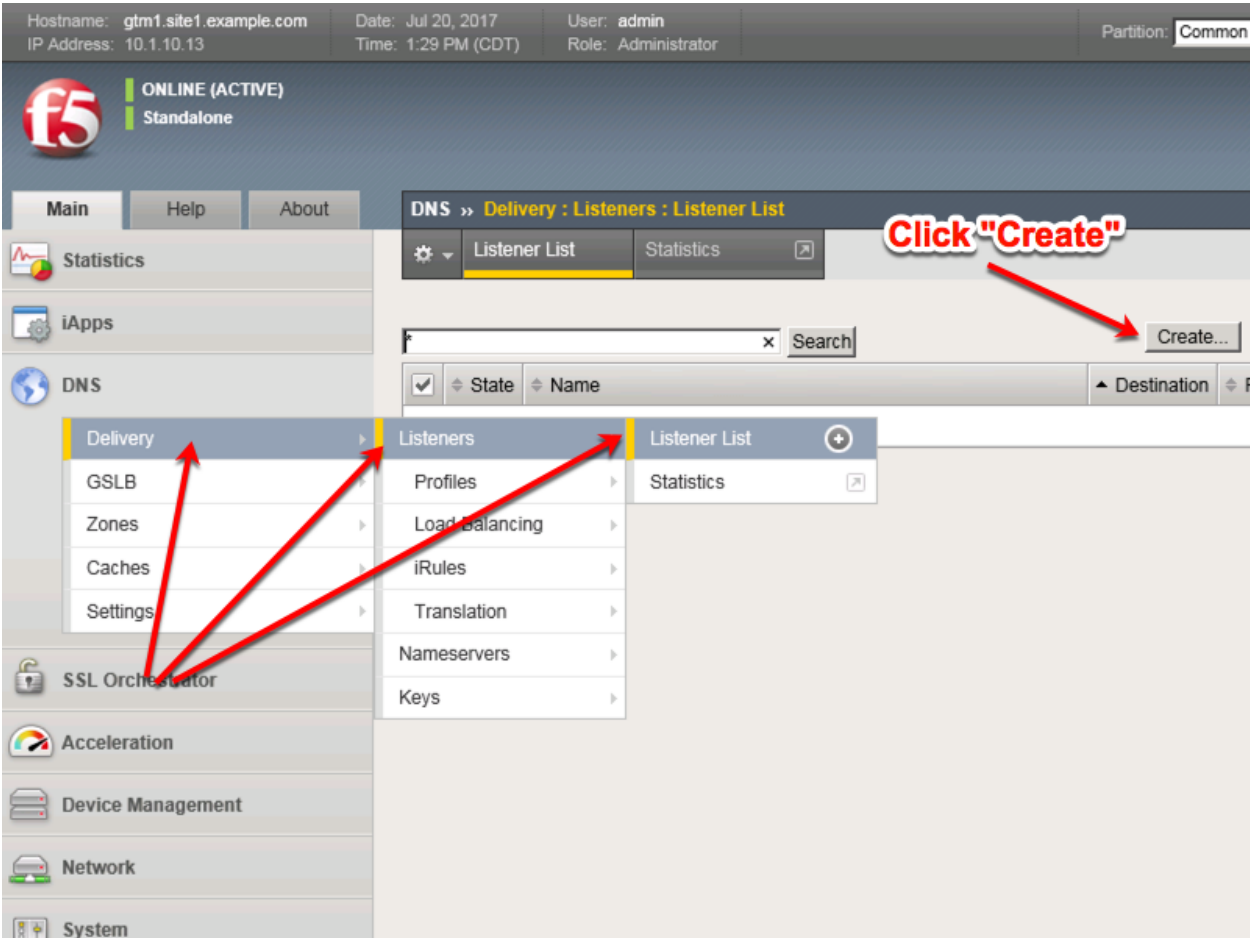 Hostname: gtm1.site1.example.com Date: Jul 20, 2017 User: admin
IP Address: 10.1.10.13 Time: 1:29 PM (CDT) Role: Administrator
Partition: Common
f5
ONLINE (ACTIVE)
Standalone
Main Help About
DNS ›› Delivery : Listeners : Listener List
Listener List Statistics
Click "Create"
Statistics
iApps
* × Search Create...
DNS
State Name Destination
Delivery Listeners Listener List
GSLB Profiles Statistics
Zones Load Balancing
Caches iRules
Settings Translation
Nameservers
SSL Orchestrator
Keys
Acceleration
Device Management
Network
System